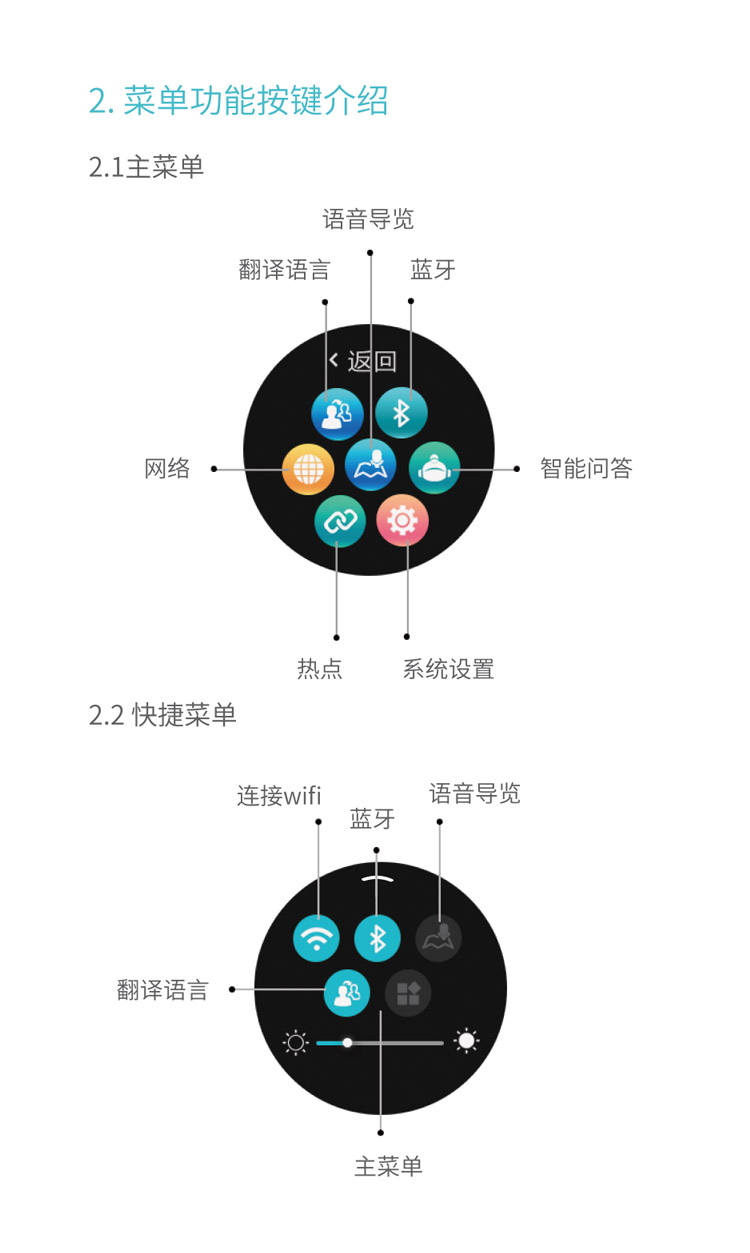 2. 菜单功能按键介绍
2.1主菜单
语音导览
翻译语言
蓝牙
返回
网络
智能问答
热点
系统设置
2.2 快捷菜单
连接wifi
蓝牙
语音导览
翻译语言
主菜单